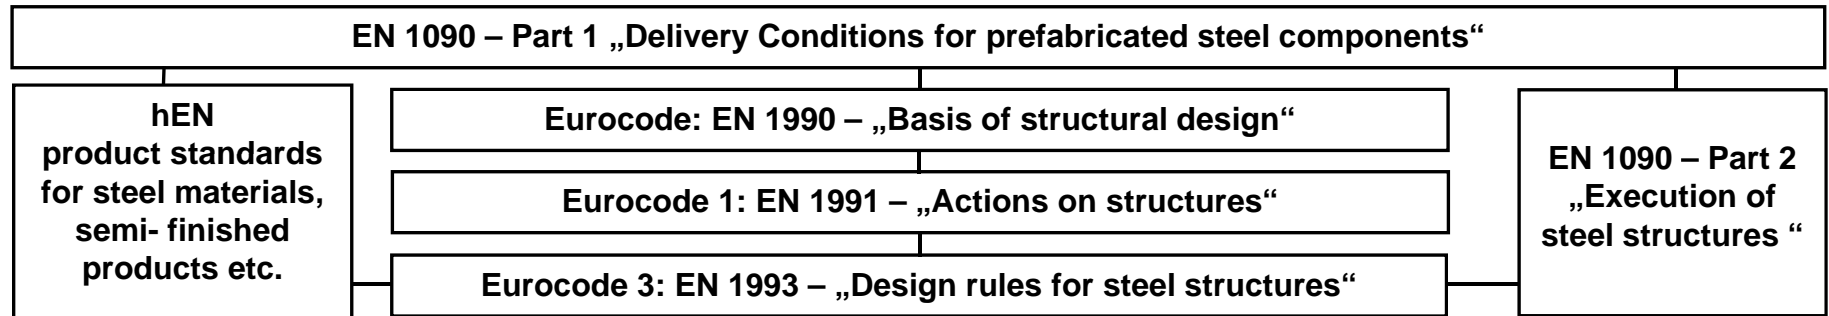 EN 1090 – Part 1 „Delivery Conditions for prefabricated steel components“
hEN
product standards
for steel materials,
semi- finished
products etc.
Eurocode: EN 1990 – „Basis of structural design“
Eurocode 1: EN 1991 – „Actions on structures“
Eurocode 3: EN 1993 – „Design rules for steel structures“
EN 1090 – Part 2
„Execution of
steel structures “